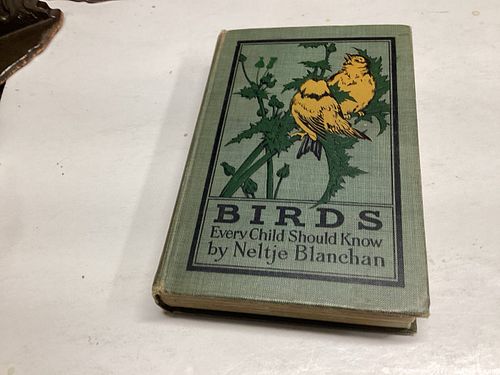 BIRDS
Every Child Should Know
by Neltje Blanchan